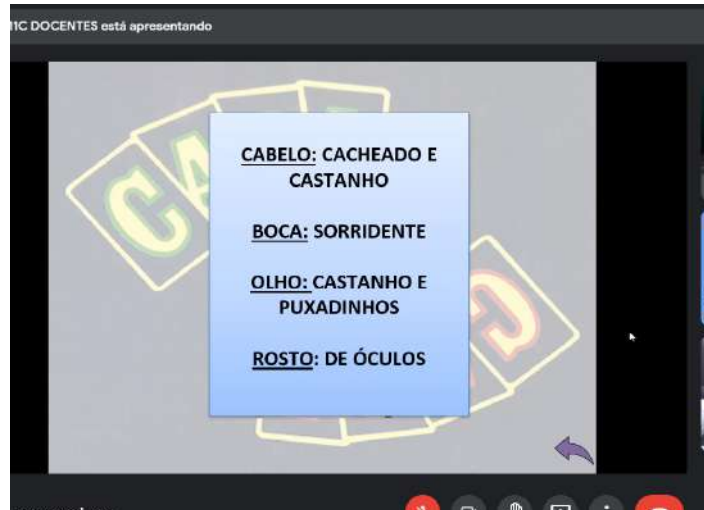 11C DOCENTES está apresentando
CABELO: CACHEADO E
CASTANHO
BOCA: SORRIDENTE
OLHO: CASTANHO E
PUXADINHOS
ROSTO: DE ÓCULOS